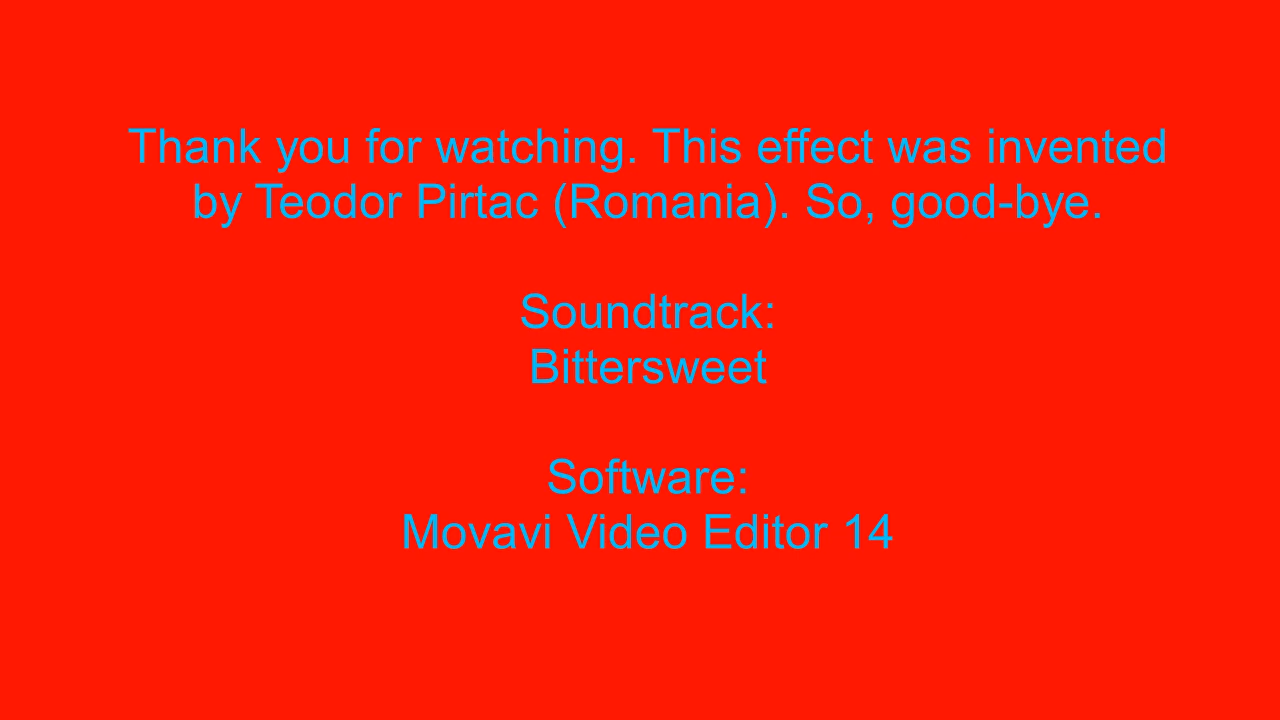 Thank you for watching. This effect was invented
by Teodor Pirtac (Romania). So, good-bye.
Soundtrack:
Bittersweet
Software:
Movavi Video Editor 14